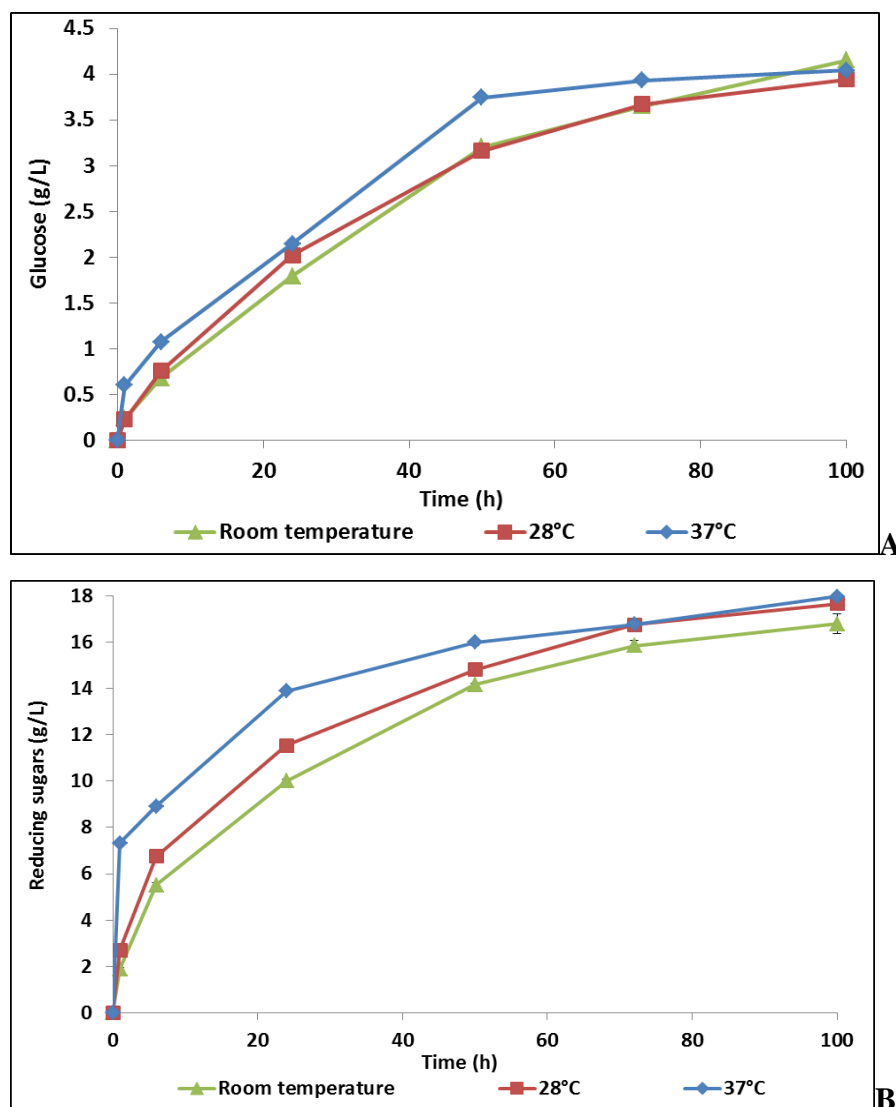 4.5
4
3.5
3
2.5
2
1.5
1
0.5
0
Glucose (g/L)
0 20 40 60 80 100
Time (h)
Room temperature 28°C 37°C
A
18
16
14
12
10
8
6
4
2
0
Reducing sugars (g/L)
0 20 40 60 80 100
Time (h)
Room temperature 28°C 37°C
B